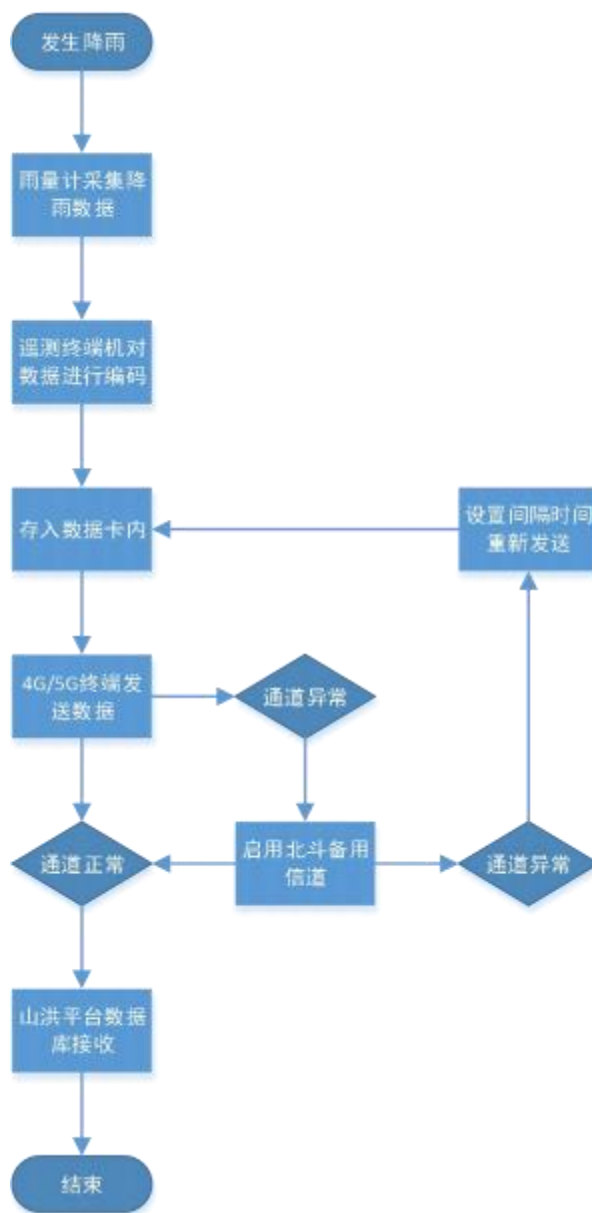 发生降雨
雨量计采集降
雨数据
遥测终端机对
数据进行编码
存入数据卡内
设置间隔时间
重新发送
4G/5G终端发
送数据
通道异常
通道正常
启用北斗备用
信道
通道异常
山洪平台数据
库接收
结束